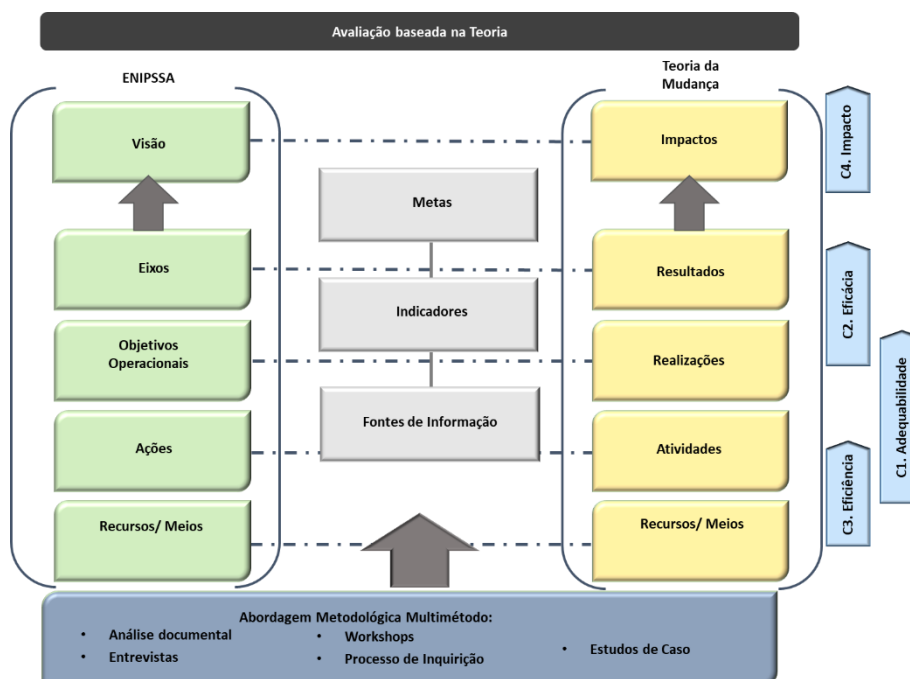 Avaliação baseada na Teoria
ENIPSSA
Teoria da
Mudança
Visão
Impactos
C4. Impacto
Metas
Eixos
Resultados
Indicadores
C2. Eficácia
Objetivos
Operacionais
Realizações
Fontes de Informação
C1. Adequabilidade
Ações
Atividades
C3. Eficiência
Recursos/ Meios
Recursos/ Meios
Abordagem Metodológica Multimétodo:
• Análise documental
• Entrevistas
• Workshops
• Processo de Inquirição
• Estudos de Caso